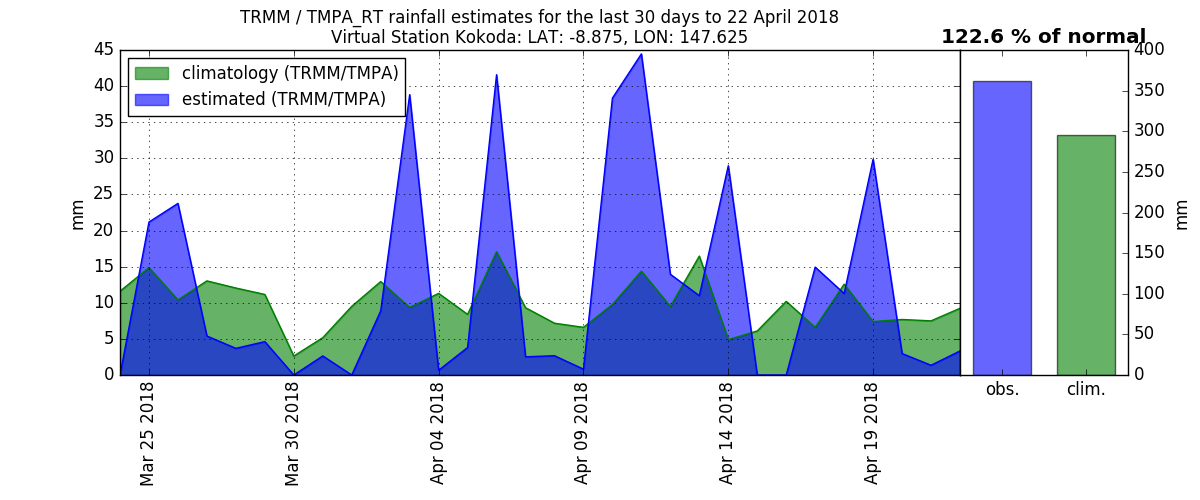 TRMM / TMPA_RT rainfall estimates for the last 30 days to 22 April 2018
Virtual Station Kokoda: LAT: -8.875, LON: 147.625
122.6 % of normal
climatology (TRMM/TMPA)
estimated (TRMM/TMPA)
45
40
35
30
25
20
15
10
5
0
mm
Mar 25 2018
Mar 30 2018
Apr 04 2018
Apr 09 2018
Apr 14 2018
Apr 19 2018
400
350
300
250
200
150
100
50
0
mm
obs.
clim.